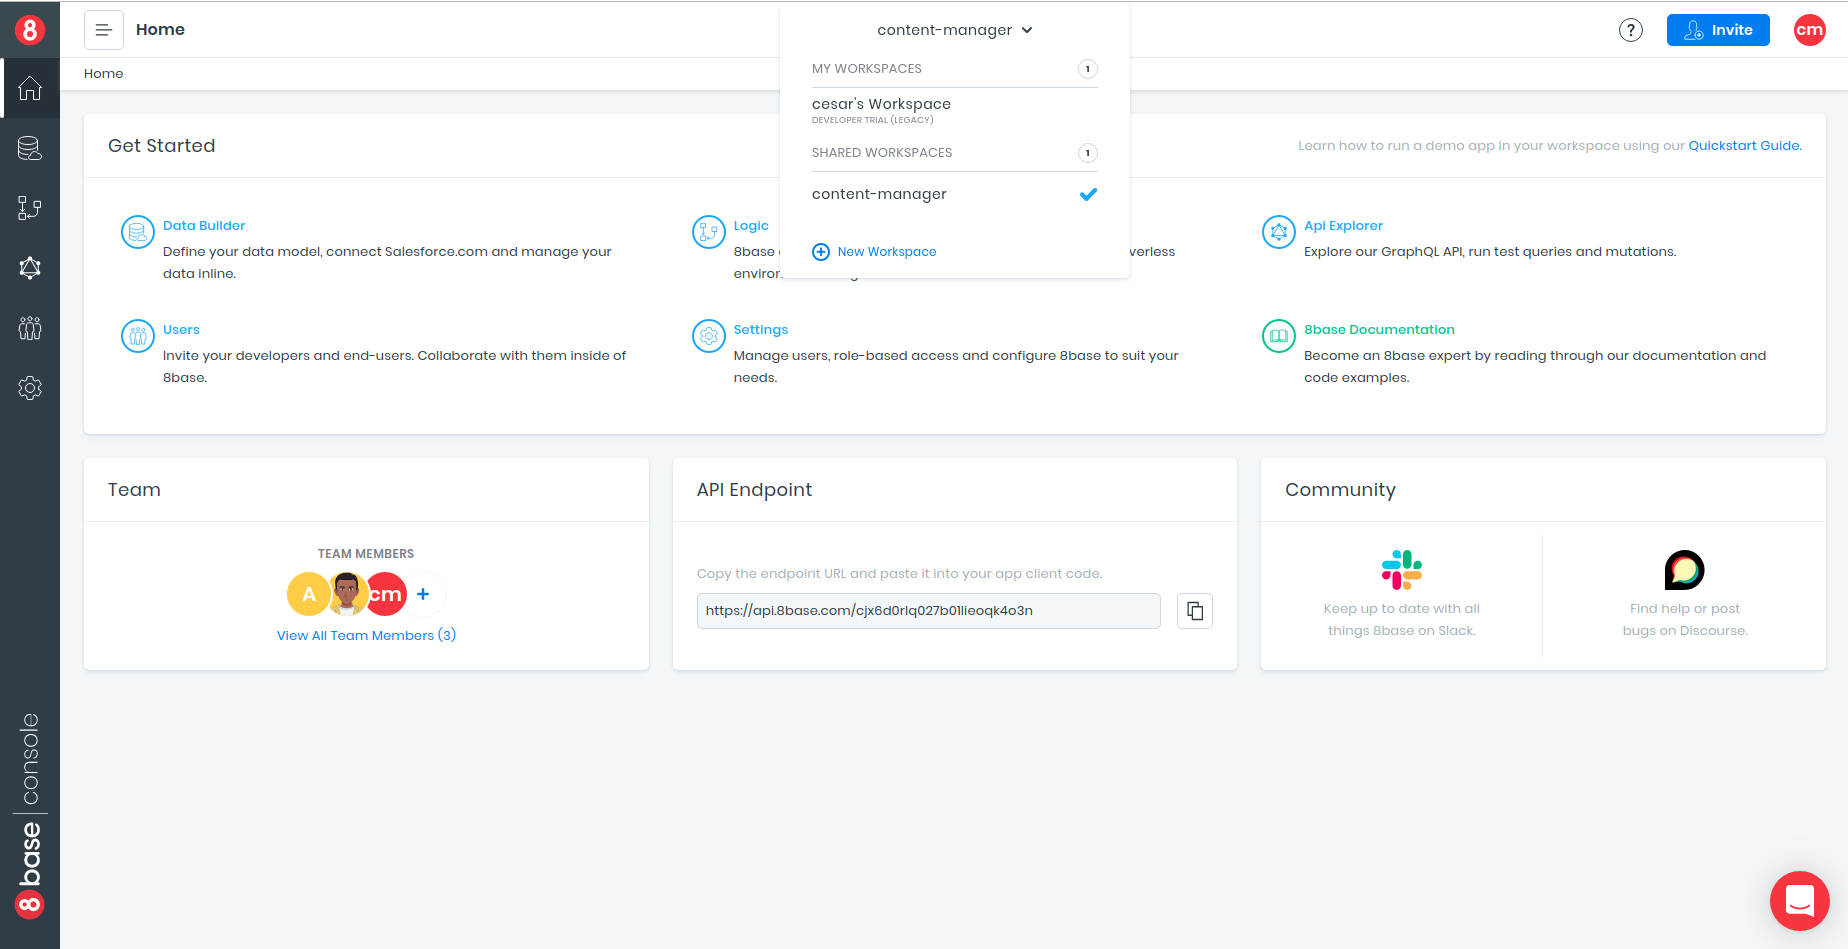 8
Home
content-manager
?
Invite
cm
Home
MY WORKSPACES
1
cesar's Workspace
DEVELOPER TRIAL (LEGACY)
SHARED WORKSPACES
1
content-manager
New Workspace
Get Started
Learn how to run a demo app in your workspace using our Quickstart Guide.
Data Builder
Define your data model, connect Salesforce.com and manage your
data inline.
Logic
8base
verless
Api Explorer
Explore our GraphQL API, run test queries and mutations.
Users
Invite your developers and end-users. Collaborate with them inside of
8base.
Settings
Manage users, role-based access and configure 8base to suit your
needs.
8base Documentation
Become an 8base expert by reading through our documentation and
code examples.
Team
TEAM MEMBERS
A
cm
+
View All Team Members (3)
API Endpoint
Copy the endpoint URL and paste it into your app client code.
https://api.8base.com/cjx6d0rlq027b01lieoqk4o3n
Community
Keep up to date with all
things 8base on Slack.
Find help or post
bugs on Discourse.
8base | console